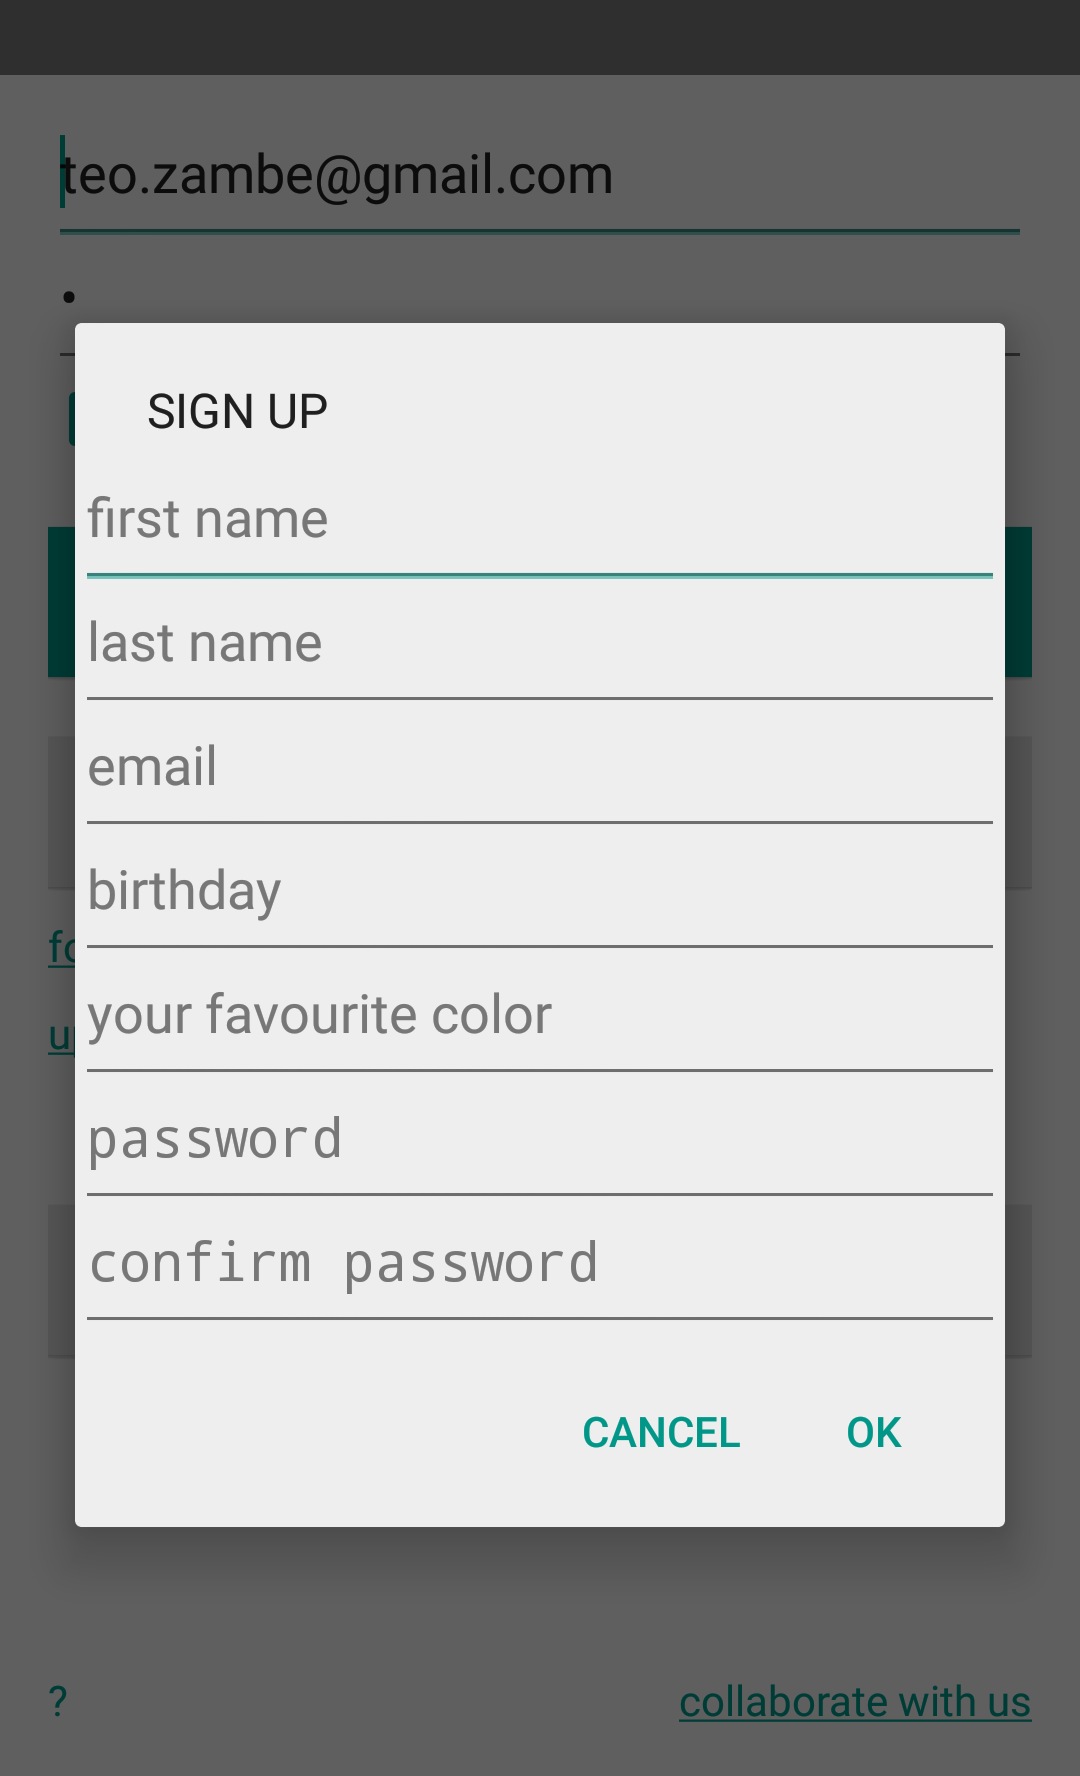 teo.zambe@gmail.com
•
SIGN UP
first name
last name
email
birthday
your favourite color
password
confirm password
CANCEL OK
? collaborate with us